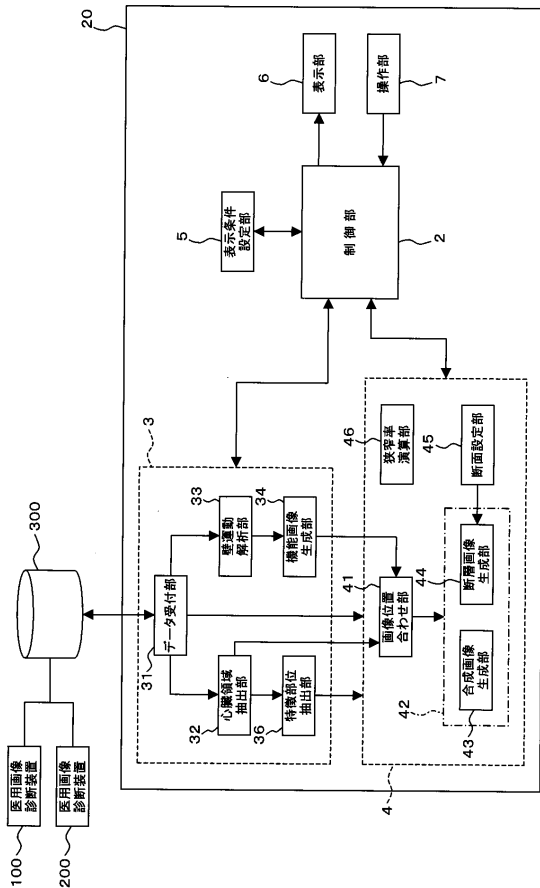 医用画像
診断装置
100
医用画像
診断装置
200
300
20
3
データ受付部
31
心臓領域
抽出部
32
壁運動
解析部
33
機能画像
生成部
34
特徴部位
抽出部
36
4
画像位置
合わせ部
41
42
合成画像
生成部
43
断層画像
生成部
44
断面設定部
45
狭窄率
演算部
46
表示条件
設定部
5
制御部
2
表示部
6
操作部
7